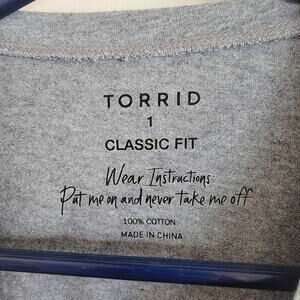 TORRID
1
CLASSIC FIT
Wear Instructions:
Put me on and never take me off
100% COTTON
MADE IN CHINA